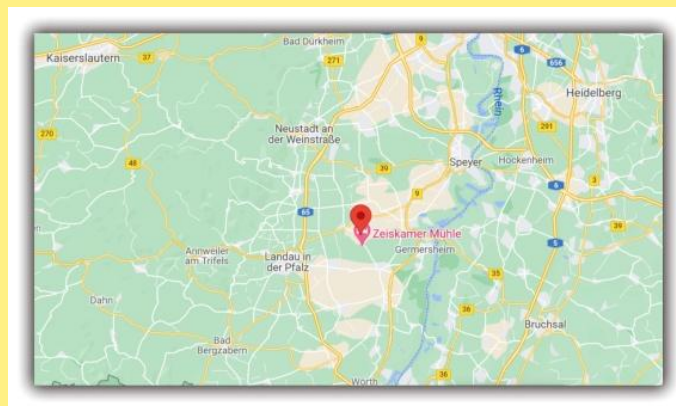 Bad Dürkheim
9
6
656
Kaiserslautern
37
271
Rhein
Heidelberg
270
Neustadt an
der Weinstraße
291
48
39
Speyer
Hockenheim
3
9
6
65
Zeiskamer Mühle
39
Annweiler
am Trifels
Landau in
der Pfalz
Germersheim
5
35
Dahn
36
Bruchsal
Bad
Bergzabern
36
Wörth